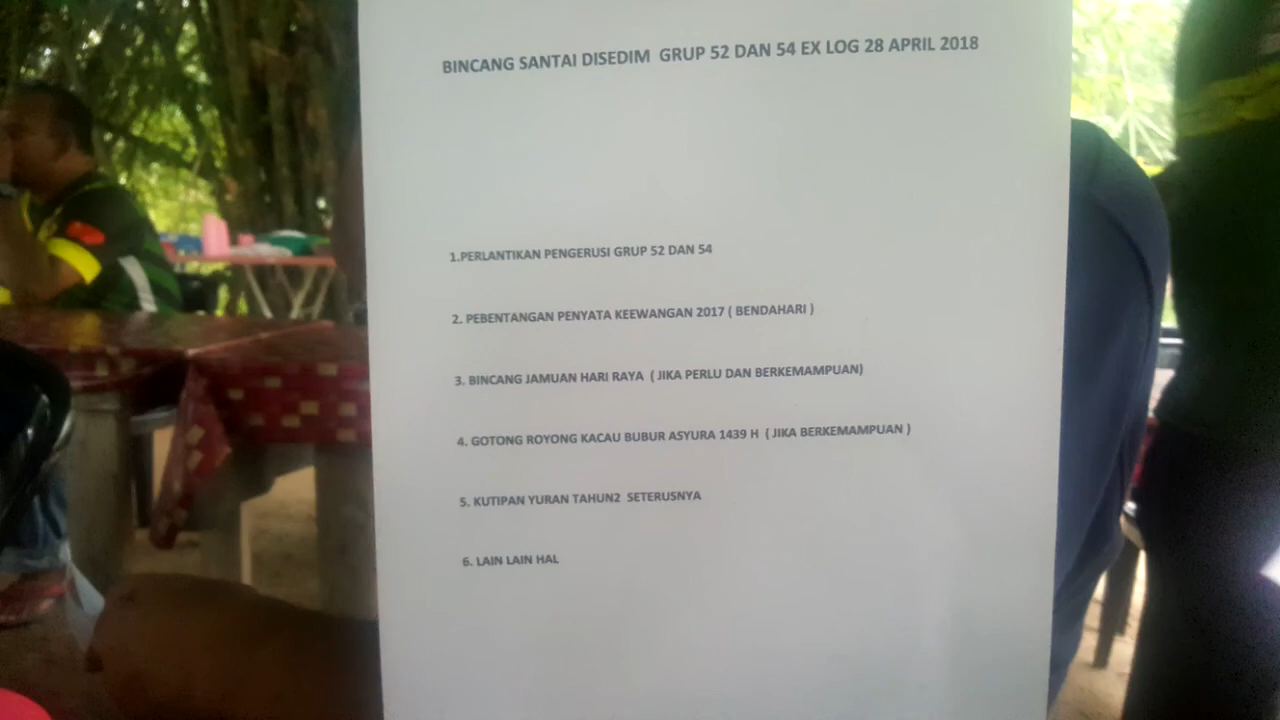 BINCANG SANTAI DISEDIM GRUP 52 DAN 54 EX LOG 28 APRIL 2018
1.PERLANTIKAN PENGERUSI GRUP 52 DAN 54
2. PEBENTANGAN PENYATA KEEWANGAN 2017 ( BENDAHARI )
3. BINCANG JAMUAN HARI RAYA ( JIKA PERLU DAN BERKEMAMPUAN)
4. GOTONG ROYONG KACAU BUBUR ASYURA 1439 H ( JIKA BERKEMAMPUAN )
5. KUTIPAN YURAN TAHUN2 SETERUSNYA
6. LAIN LAIN HAL